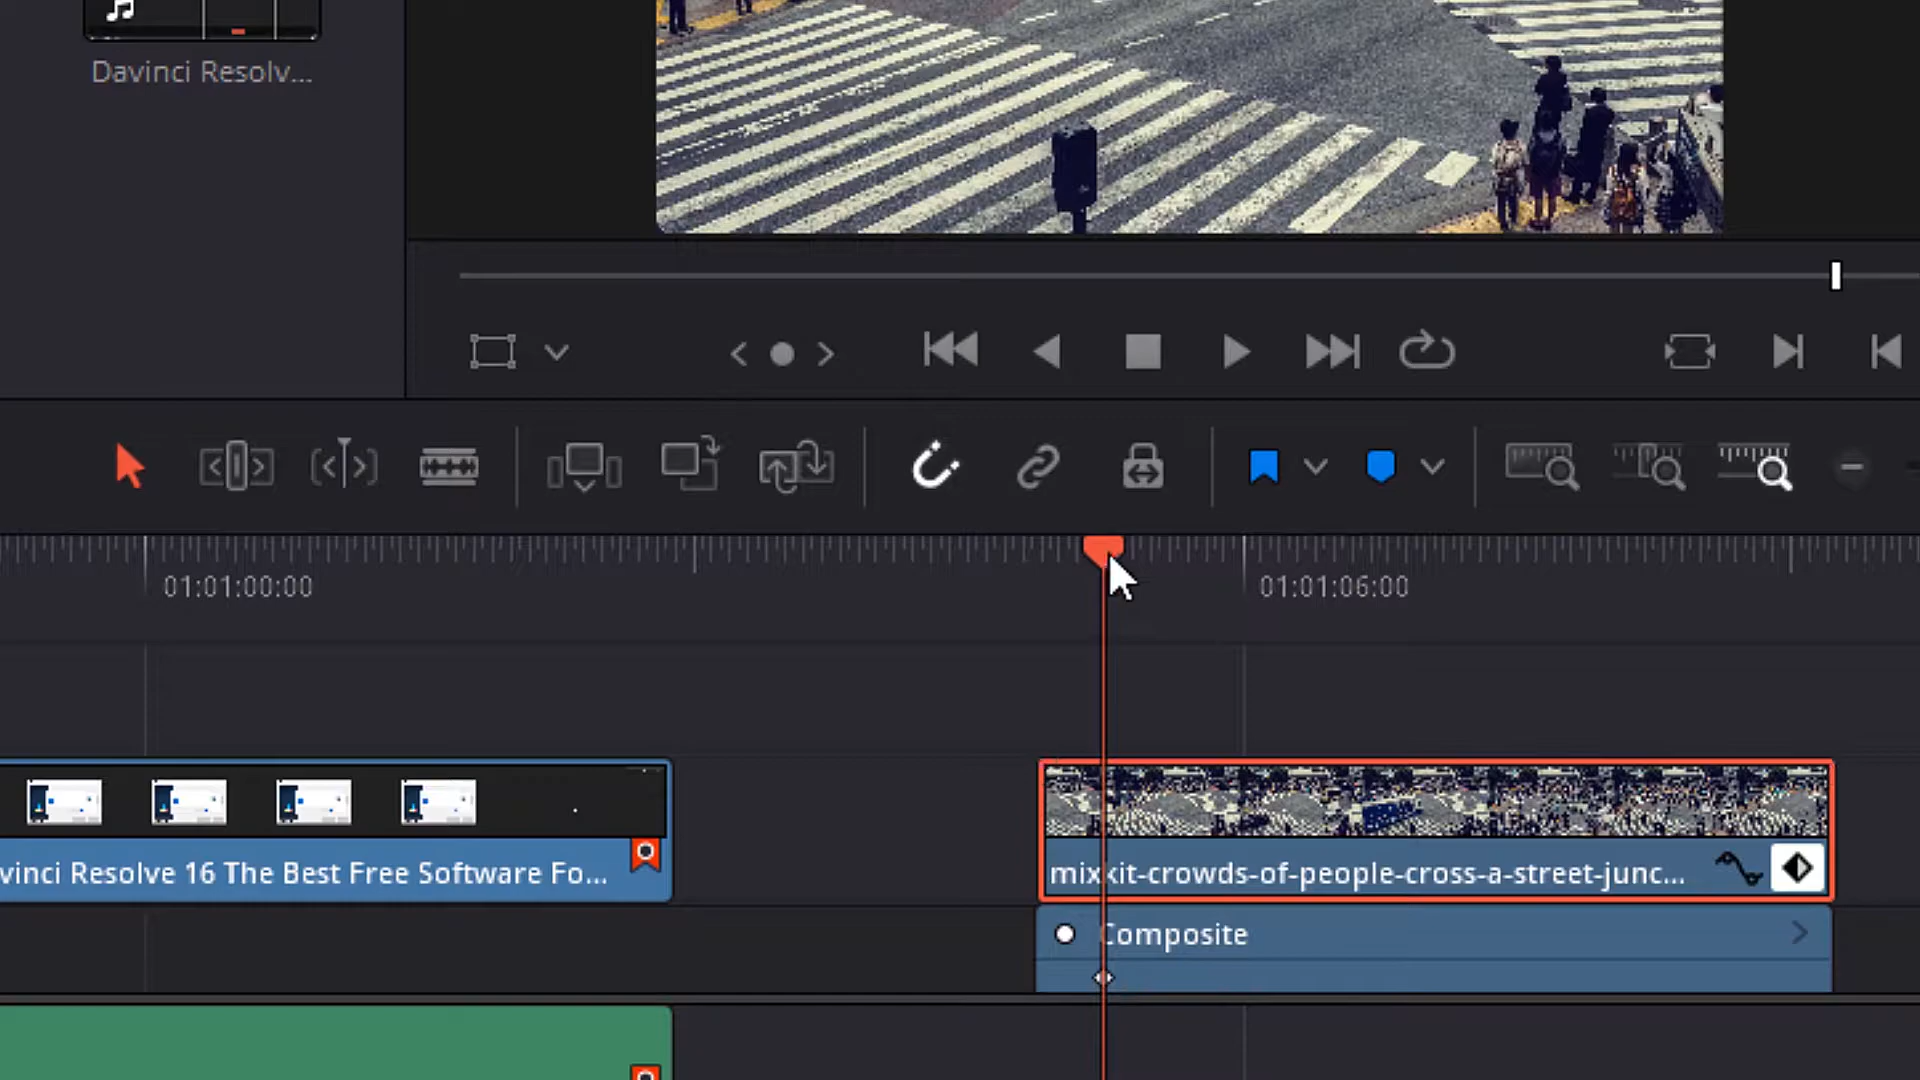 Davinci Resolv...
01:01:00:00
01:01:06:00
vinci Resolve 16 The Best Free Software Fo...
mixkit-crowds-of-people-cross-a-street-junc...
Composite